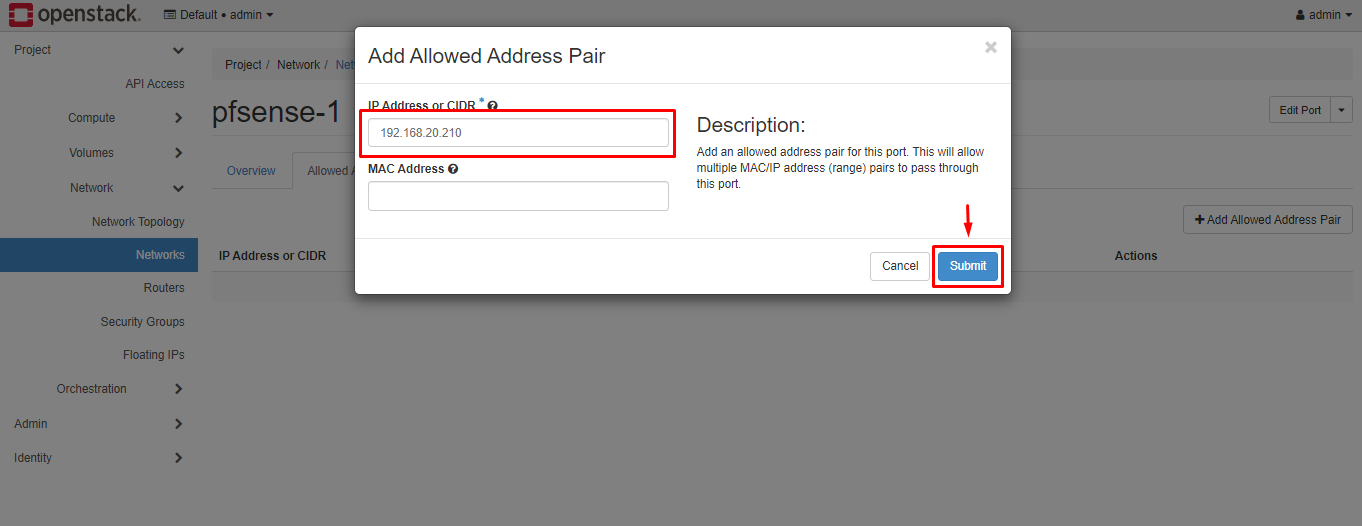 openstack. Default • admin admin
Project
API Access
Compute
Volumes
Network
Network Topology
Networks
Routers
Security Groups
Floating IPs
Orchestration
Admin
Identity
Project / Network /
pfsense-1
Edit Port
Overview
Allowed
+ Add Allowed Address Pair
IP Address or CIDR
Actions
Add Allowed Address Pair
×
IP Address or CIDR *
192.168.20.210
MAC Address
Description:
Add an allowed address pair for this port. This will allow
multiple MAC/IP address (range) pairs to pass through
this port.
Cancel
Submit